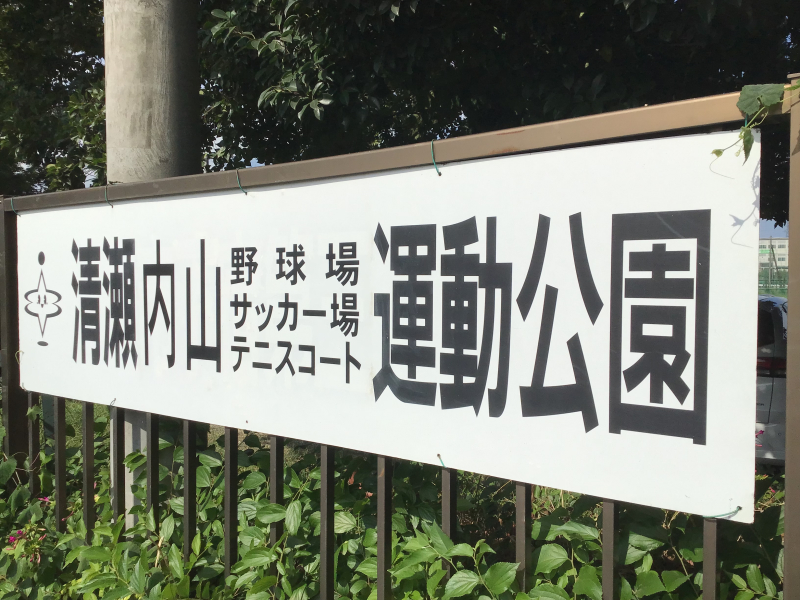 清瀬内山
野球場
サッカー場
テニスコート
運動公園